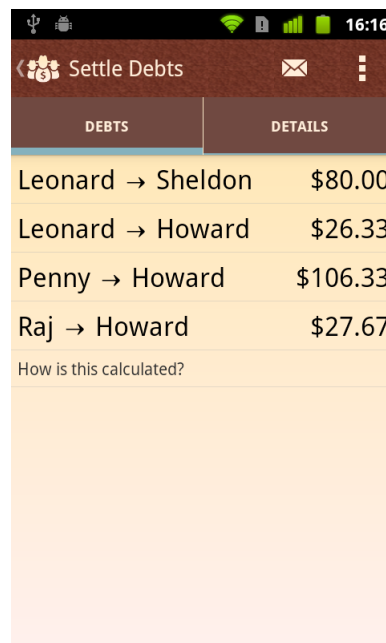 16:16
Settle Debts
DEBTS DETAILS
Leonard → Sheldon $80.00
Leonard → Howard $26.33
Penny → Howard $106.33
Raj → Howard $27.67
How is this calculated?